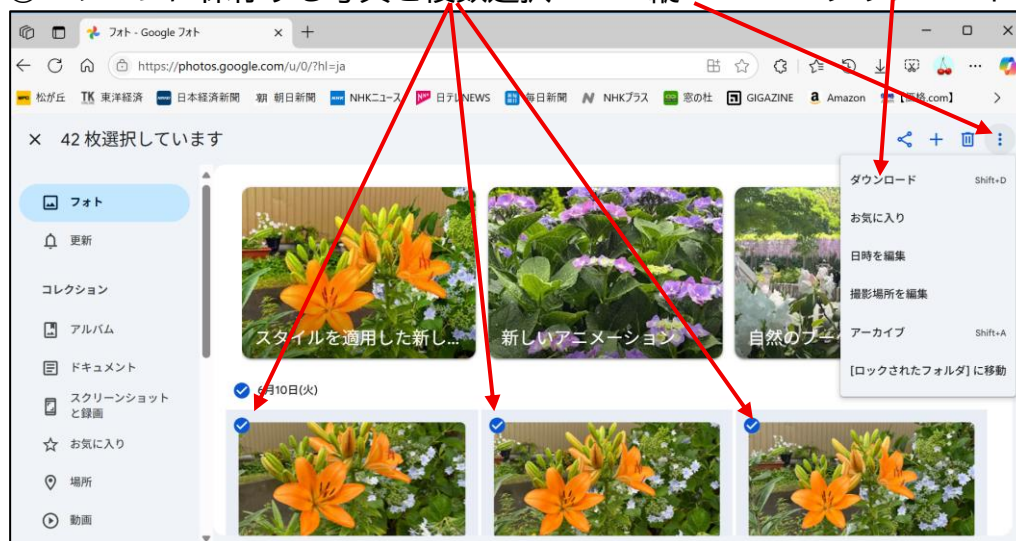 フォト - Google フォト
https://photos.google.com/u/0/?hl=ja
松が丘 TK 東洋経済 日本経済新聞 朝日新聞 NHKニュース 日テレNEWS 毎日新聞 NHKプラス 窓の杜 GIGAZINE Amazon 【価格.com】
42 枚選択しています
フォト
更新
コレクション
アルバム
ドキュメント
スクリーンショット
と録画
お気に入り
場所
動画
スタイルを適用した新し...
新しいアニメーション
自然のブー
6月10日(火)
ダウンロード Shift+D
お気に入り
日時を編集
撮影場所を編集
アーカイブ Shift+A
[ロックされたフォルダ] に移動